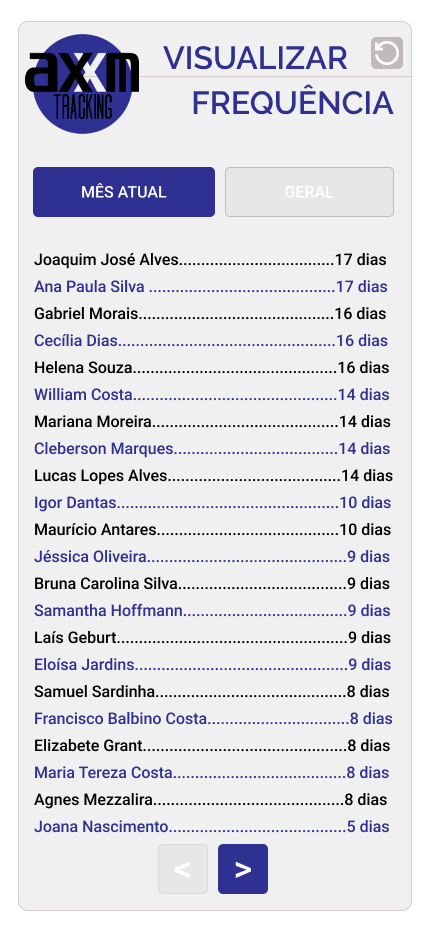 axxm
TRACKING
VISUALIZAR
FREQUÊNCIA
MÊS ATUAL
GERAL
Joaquim José Alves...................................17 dias
Ana Paula Silva ..........................................17 dias
Gabriel Morais............................................16 dias
Cecília Dias.................................................16 dias
Helena Souza..............................................16 dias
William Costa..............................................14 dias
Mariana Moreira..........................................14 dias
Cleberson Marques.....................................14 dias
Lucas Lopes Alves.......................................14 dias
Igor Dantas..................................................10 dias
Maurício Antares.........................................10 dias
Jéssica Oliveira.............................................9 dias
Bruna Carolina Silva......................................9 dias
Samantha Hoffmann.....................................9 dias
Laís Geburt....................................................9 dias
Eloísa Jardins................................................9 dias
Samuel Sardinha...........................................8 dias
Francisco Balbino Costa................................8 dias
Elizabete Grant..............................................8 dias
Maria Tereza Costa.......................................8 dias
Agnes Mezzalira...........................................8 dias
Joana Nascimento........................................5 dias
< >